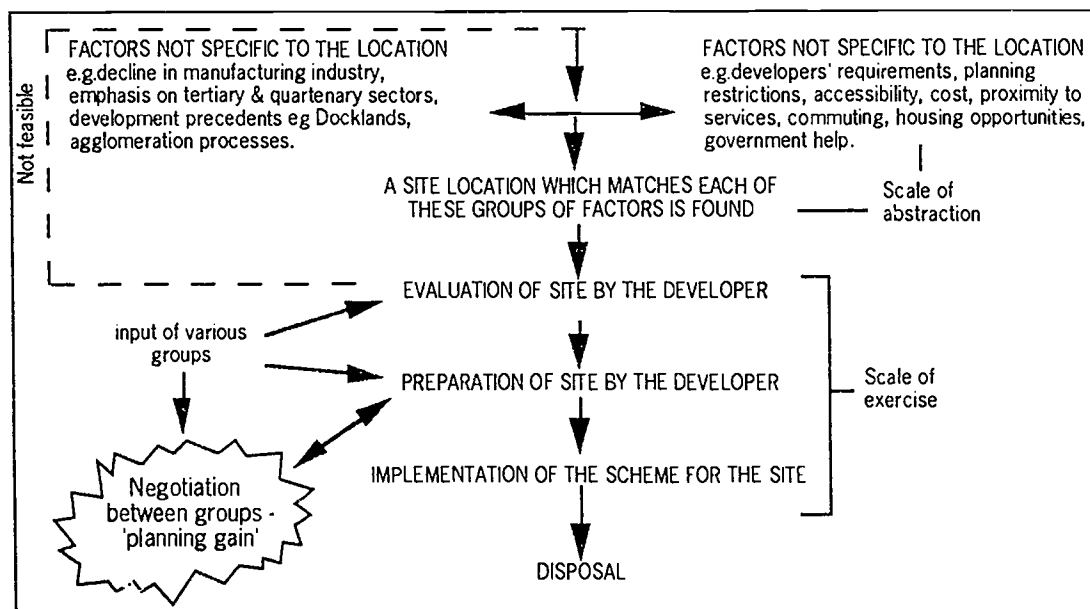 FACTORS NOT SPECIFIC TO THE LOCATION
e.g.decline in manufacturing industry,
emphasis on tertiary & quartenary sectors,
development precedents eg Docklands,
agglomeration processes.
FACTORS NOT SPECIFIC TO THE LOCATION
e.g.developers' requirements, planning
restrictions, accessibility, cost, proximity to
services, commuting, housing opportunities,
government help.
Not feasible
A SITE LOCATION WHICH MATCHES EACH OF
THESE GROUPS OF FACTORS IS FOUND
Scale of
abstraction
EVALUATION OF SITE BY THE DEVELOPER
input of various
groups
PREPARATION OF SITE BY THE DEVELOPER
Scale of
exercise
IMPLEMENTATION OF THE SCHEME FOR THE SITE
Negotiation
between groups -
'planning gain'
DISPOSAL